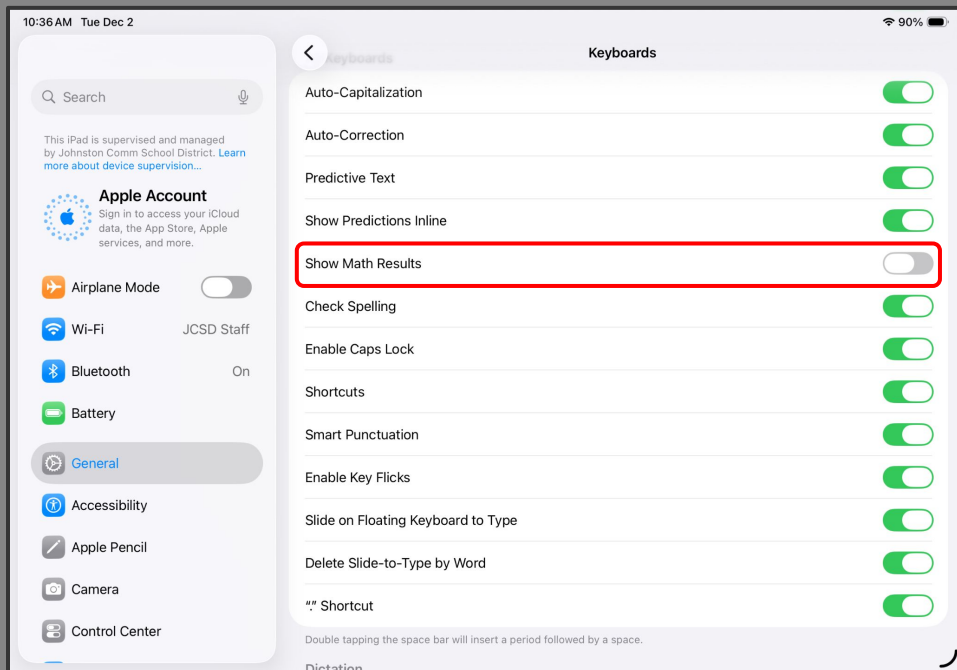 10:36 AM Tue Dec 2
90%
Search
This iPad is supervised and managed
by Johnston Comm School District. Learn
more about device supervision...
Apple Account
Sign in to access your iCloud
data, the App Store, Apple
services, and more.
Airplane Mode
Wi-Fi JCSD Staff
Bluetooth On
Battery
General
Accessibility
Apple Pencil
Camera
Control Center
Keyboards
Keyboards
Auto-Capitalization
Auto-Correction
Predictive Text
Show Predictions Inline
Show Math Results
Check Spelling
Enable Caps Lock
Shortcuts
Smart Punctuation
Enable Key Flicks
Slide on Floating Keyboard to Type
Delete Slide-to-Type by Word
“.” Shortcut
Double tapping the space bar will insert a period followed by a space.
Dictation